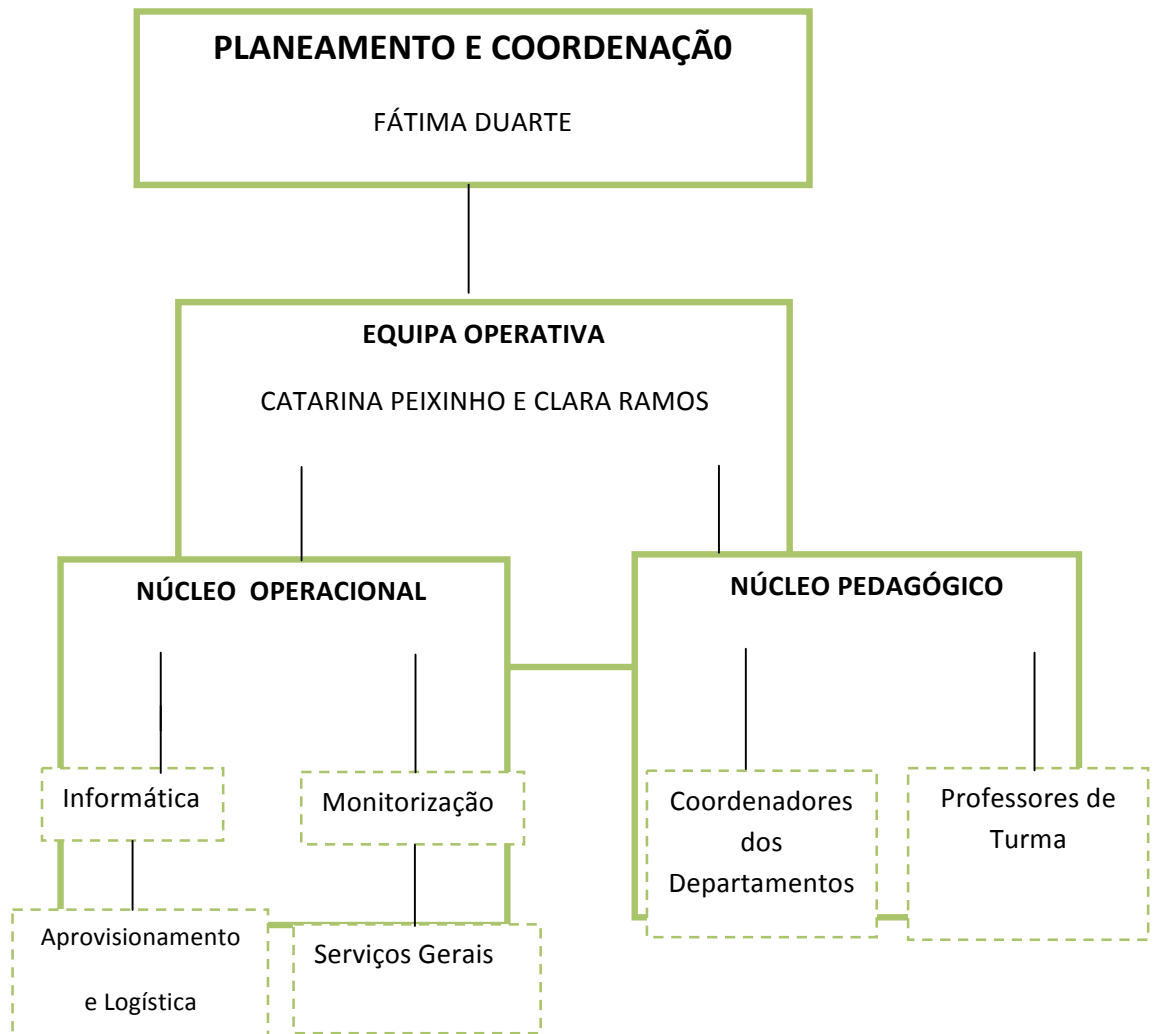 PLANEAMENTO E COORDENAÇÃ0
FÁTIMA DUARTE
EQUIPA OPERATIVA
CATARINA PEIXINHO E CLARA RAMOS
NÚCLEO OPERACIONAL
NÚCLEO PEDAGÓGICO
Informática
Monitorização
Coordenadores
dos
Departamentos
Professores de
Turma
Aprovisionamento
e Logística
Serviços Gerais